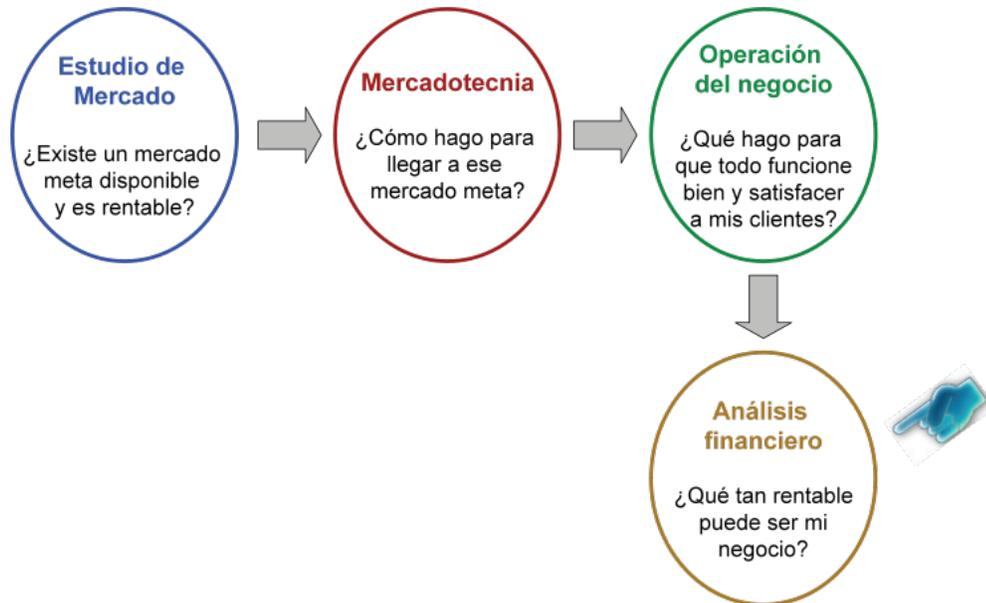 Estudio de
Mercado
¿Existe un mercado
meta disponible
y es rentable?
Mercadotecnia
¿Cómo hago para
llegar a ese
mercado meta?
Operación
del negocio
¿Qué hago para
que todo funcione
bien y satisfacer
a mis clientes?
Análisis
financiero
¿Qué tan rentable
puede ser mi
negocio?